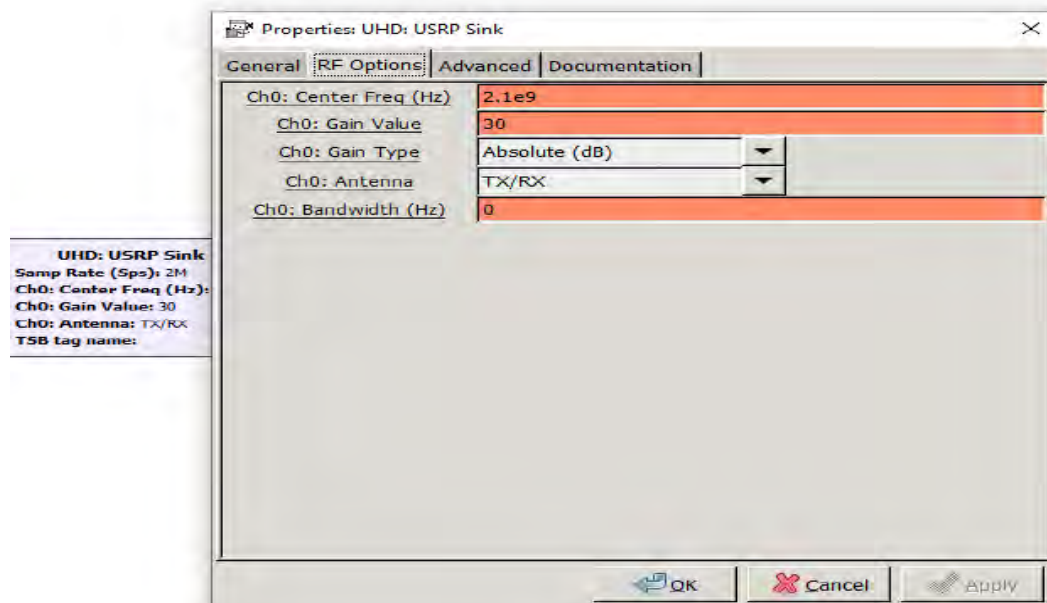 Properties: UHD: USRP Sink
General RF Options Advanced Documentation
Ch0: Center Freq (Hz) 2.1e9
Ch0: Gain Value 30
Ch0: Gain Type Absolute (dB)
Ch0: Antenna TX/RX
Ch0: Bandwidth (Hz) 0
UHD: USRP Sink
Samp Rate (Sps): 2M
Ch0: Center Freq (Hz):
Ch0: Gain Value: 30
Ch0: Antenna: TX/RX
TSB tag name:
OK Cancel Apply